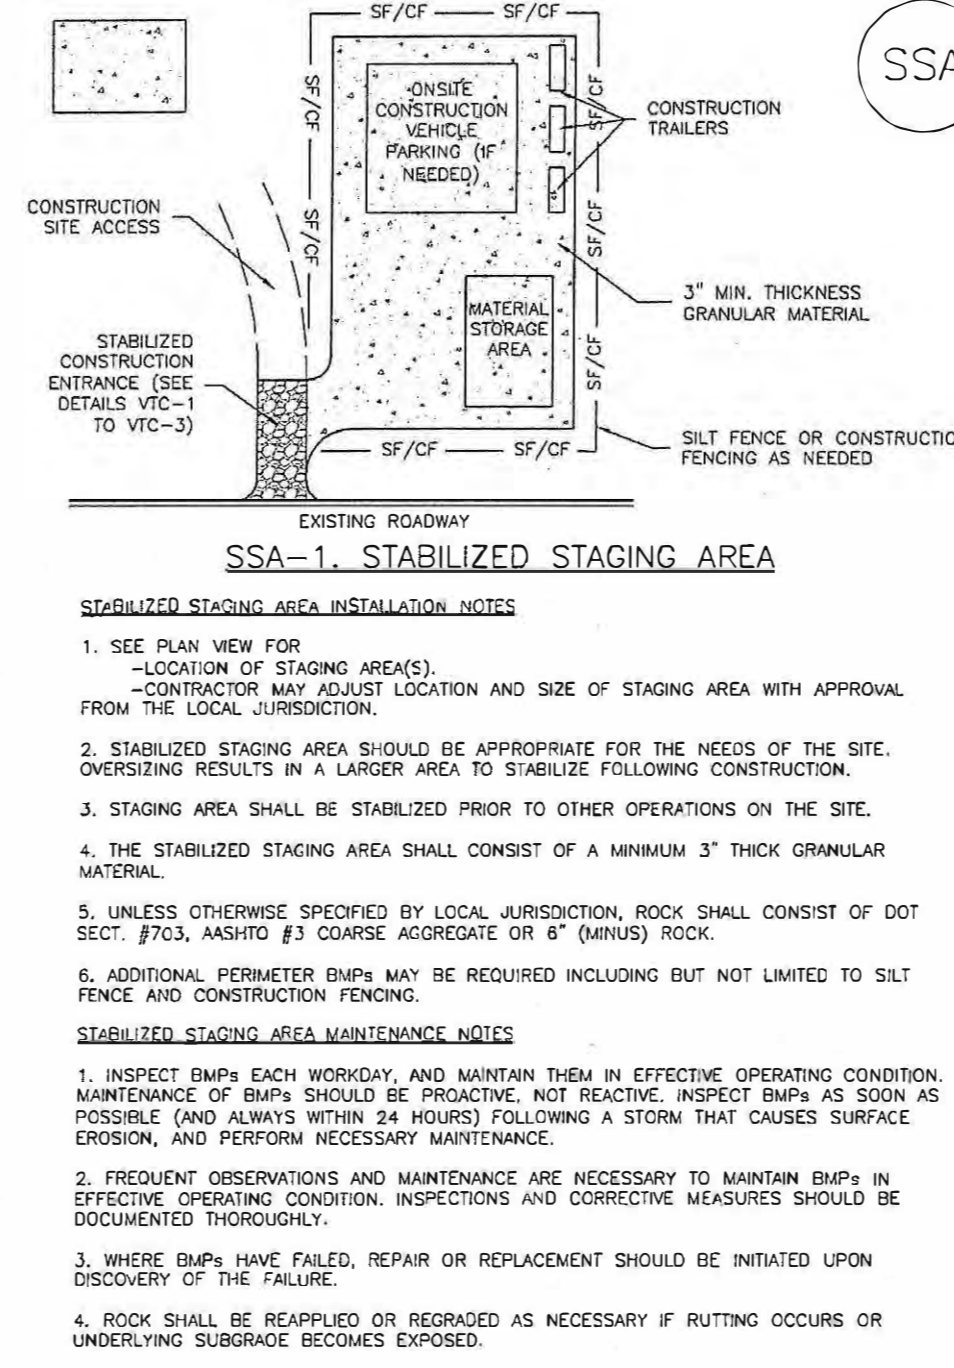 SF/CF SF/CF
SSA
SF/CF
SF/CF
ONSITE
CONSTRUCTION
VEHICLE
PARKING (IF
NEEDED)
CONSTRUCTION
TRAILERS
CONSTRUCTION
SITE ACCESS
SF/CF
SF/CF
3" MIN. THICKNESS
GRANULAR MATERIAL
MATERIAL
STORAGE
AREA
STABILIZED
CONSTRUCTION
ENTRANCE (SEE
DETAILS VTC-1
TO VTC-3)
SF/CF
SF/CF SF/CF
SILT FENCE OR CONSTRUCTIO
FENCING AS NEEDED
EXISTING ROADWAY
SSA-1. STABILIZED STAGING AREA
STABILIZED STAGING AREA INSTALLATION NOTES
1. SEE PLAN VIEW FOR
-LOCATION OF STAGING AREA(S).
-CONTRACTOR MAY ADJUST LOCATION AND SIZE OF STAGING AREA WITH APPROVAL
FROM THE LOCAL JURISDICTION.
2. STABILIZED STAGING AREA SHOULD BE APPROPRIATE FOR THE NEEDS OF THE SITE.
OVERSIZING RESULTS IN A LARGER AREA TO STABILIZE FOLLOWING CONSTRUCTION.
3. STAGING AREA SHALL BE STABILIZED PRIOR TO OTHER OPERATIONS ON THE SITE.
4. THE STABILIZED STAGING AREA SHALL CONSIST OF A MINIMUM 3" THICK GRANULAR
MATERIAL.
5. UNLESS OTHERWISE SPECIFIED BY LOCAL JURISDICTION, ROCK SHALL CONSIST OF DOT
SECT. #703, AASHTO #3 COARSE AGGREGATE OR 6" (MINUS) ROCK.
6. ADDITIONAL PERIMETER BMPs MAY BE REQUIRED INCLUDING BUT NOT LIMITED TO SILT
FENCE AND CONSTRUCTION FENCING.
STABILIZED STAGING AREA MAINTENANCE NOTES
1. INSPECT BMPs EACH WORKDAY, AND MAINTAIN THEM IN EFFECTIVE OPERATING CONDITION.
MAINTENANCE OF BMPs SHOULD BE PROACTIVE, NOT REACTIVE. INSPECT BMPs AS SOON AS
POSSIBLE (AND ALWAYS WITHIN 24 HOURS) FOLLOWING A STORM THAT CAUSES SURFACE
EROSION, AND PERFORM NECESSARY MAINTENANCE.
2. FREQUENT OBSERVATIONS AND MAINTENANCE ARE NECESSARY TO MAINTAIN BMPs IN
EFFECTIVE OPERATING CONDITION. INSPECTIONS AND CORRECTIVE MEASURES SHOULD BE
DOCUMENTED THOROUGHLY.
3. WHERE BMPs HAVE FAILED, REPAIR OR REPLACEMENT SHOULD BE INITIATED UPON
DISCOVERY OF THE FAILURE.
4. ROCK SHALL BE REAPPLIED OR REGRADED AS NECESSARY IF RUTTING OCCURS OR
UNDERLYING SUBGRADE BECOMES EXPOSED.